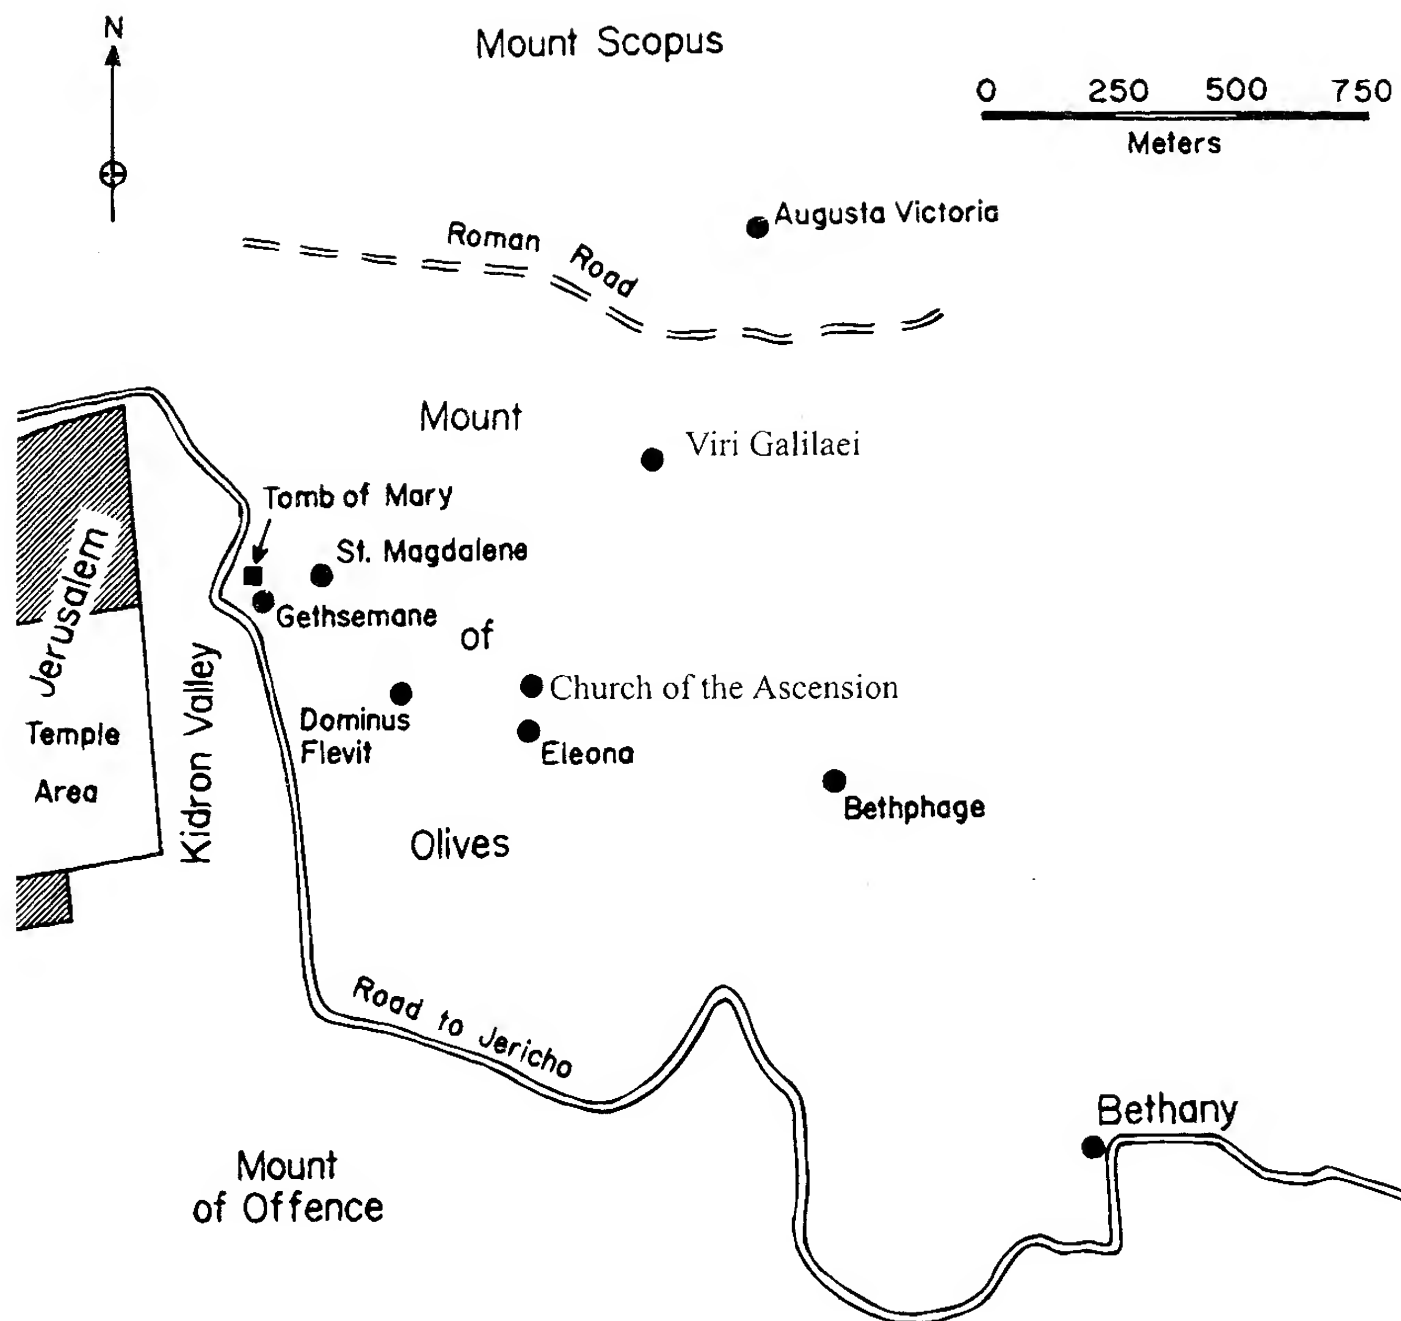 N
Mount Scopus
0 250 500 750
Meters
Augusta Victoria
Roman Road
Mount
Viri Galilaei
Tomb of Mary
St. Magdalene
Gethsemane
of
Jerusalem
Kidron Valley
Church of the Ascension
Dominus
Flevit
Eleona
Temple
Area
Bethphage
Olives
Road to Jericho
Bethany
Mount
of Offence